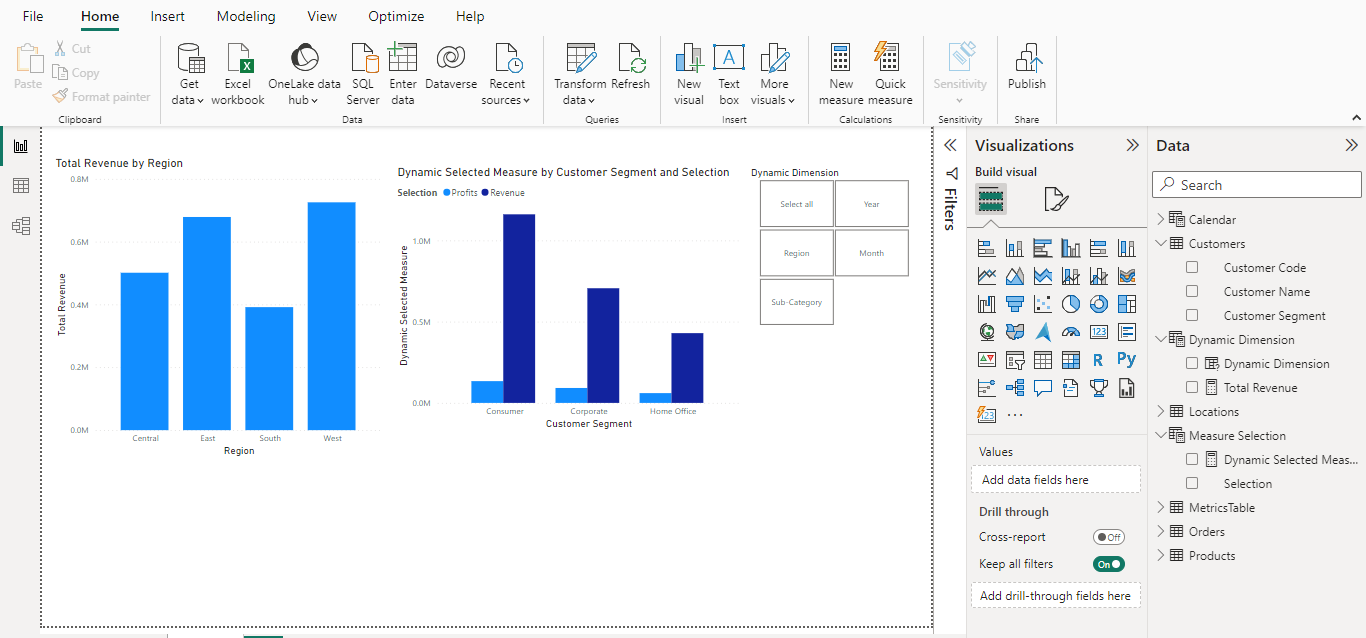 File Home Insert Modeling View Optimize Help
Paste
Cut
Copy
Format painter
Clipboard
Get data
Excel workbook
OneLake data hub
SQL Server
Enter data
Dataverse
Recent sources
Data
Transform data
Refresh
Queries
New visual
Text box
More visuals
Insert
New measure
Quick measure
Calculations
Sensitivity
Sensitivity
Publish
Share
Total Revenue by Region
0.8M
0.6M
0.4M
0.2M
0.0M
Total Revenue
Central East South West
Region
Dynamic Selected Measure by Customer Segment and Selection
Selection Profits Revenue
1.0M
0.5M
0.0M
Dynamic Selected Measure
Consumer Corporate Home Office
Customer Segment
Dynamic Dimension
Select all Year
Region Month
Sub-Category
Filters
Visualizations
Build visual
123
R Py
123
...
Values
Add data fields here
Drill through
Cross-report Off
Keep all filters On
Add drill-through fields here
Data
Search
Calendar
Customers
Customer Code
Customer Name
Customer Segment
Dynamic Dimension
Dynamic Dimension
Total Revenue
Locations
Measure Selection
Dynamic Selected Meas...
Selection
MetricsTable
Orders
Products